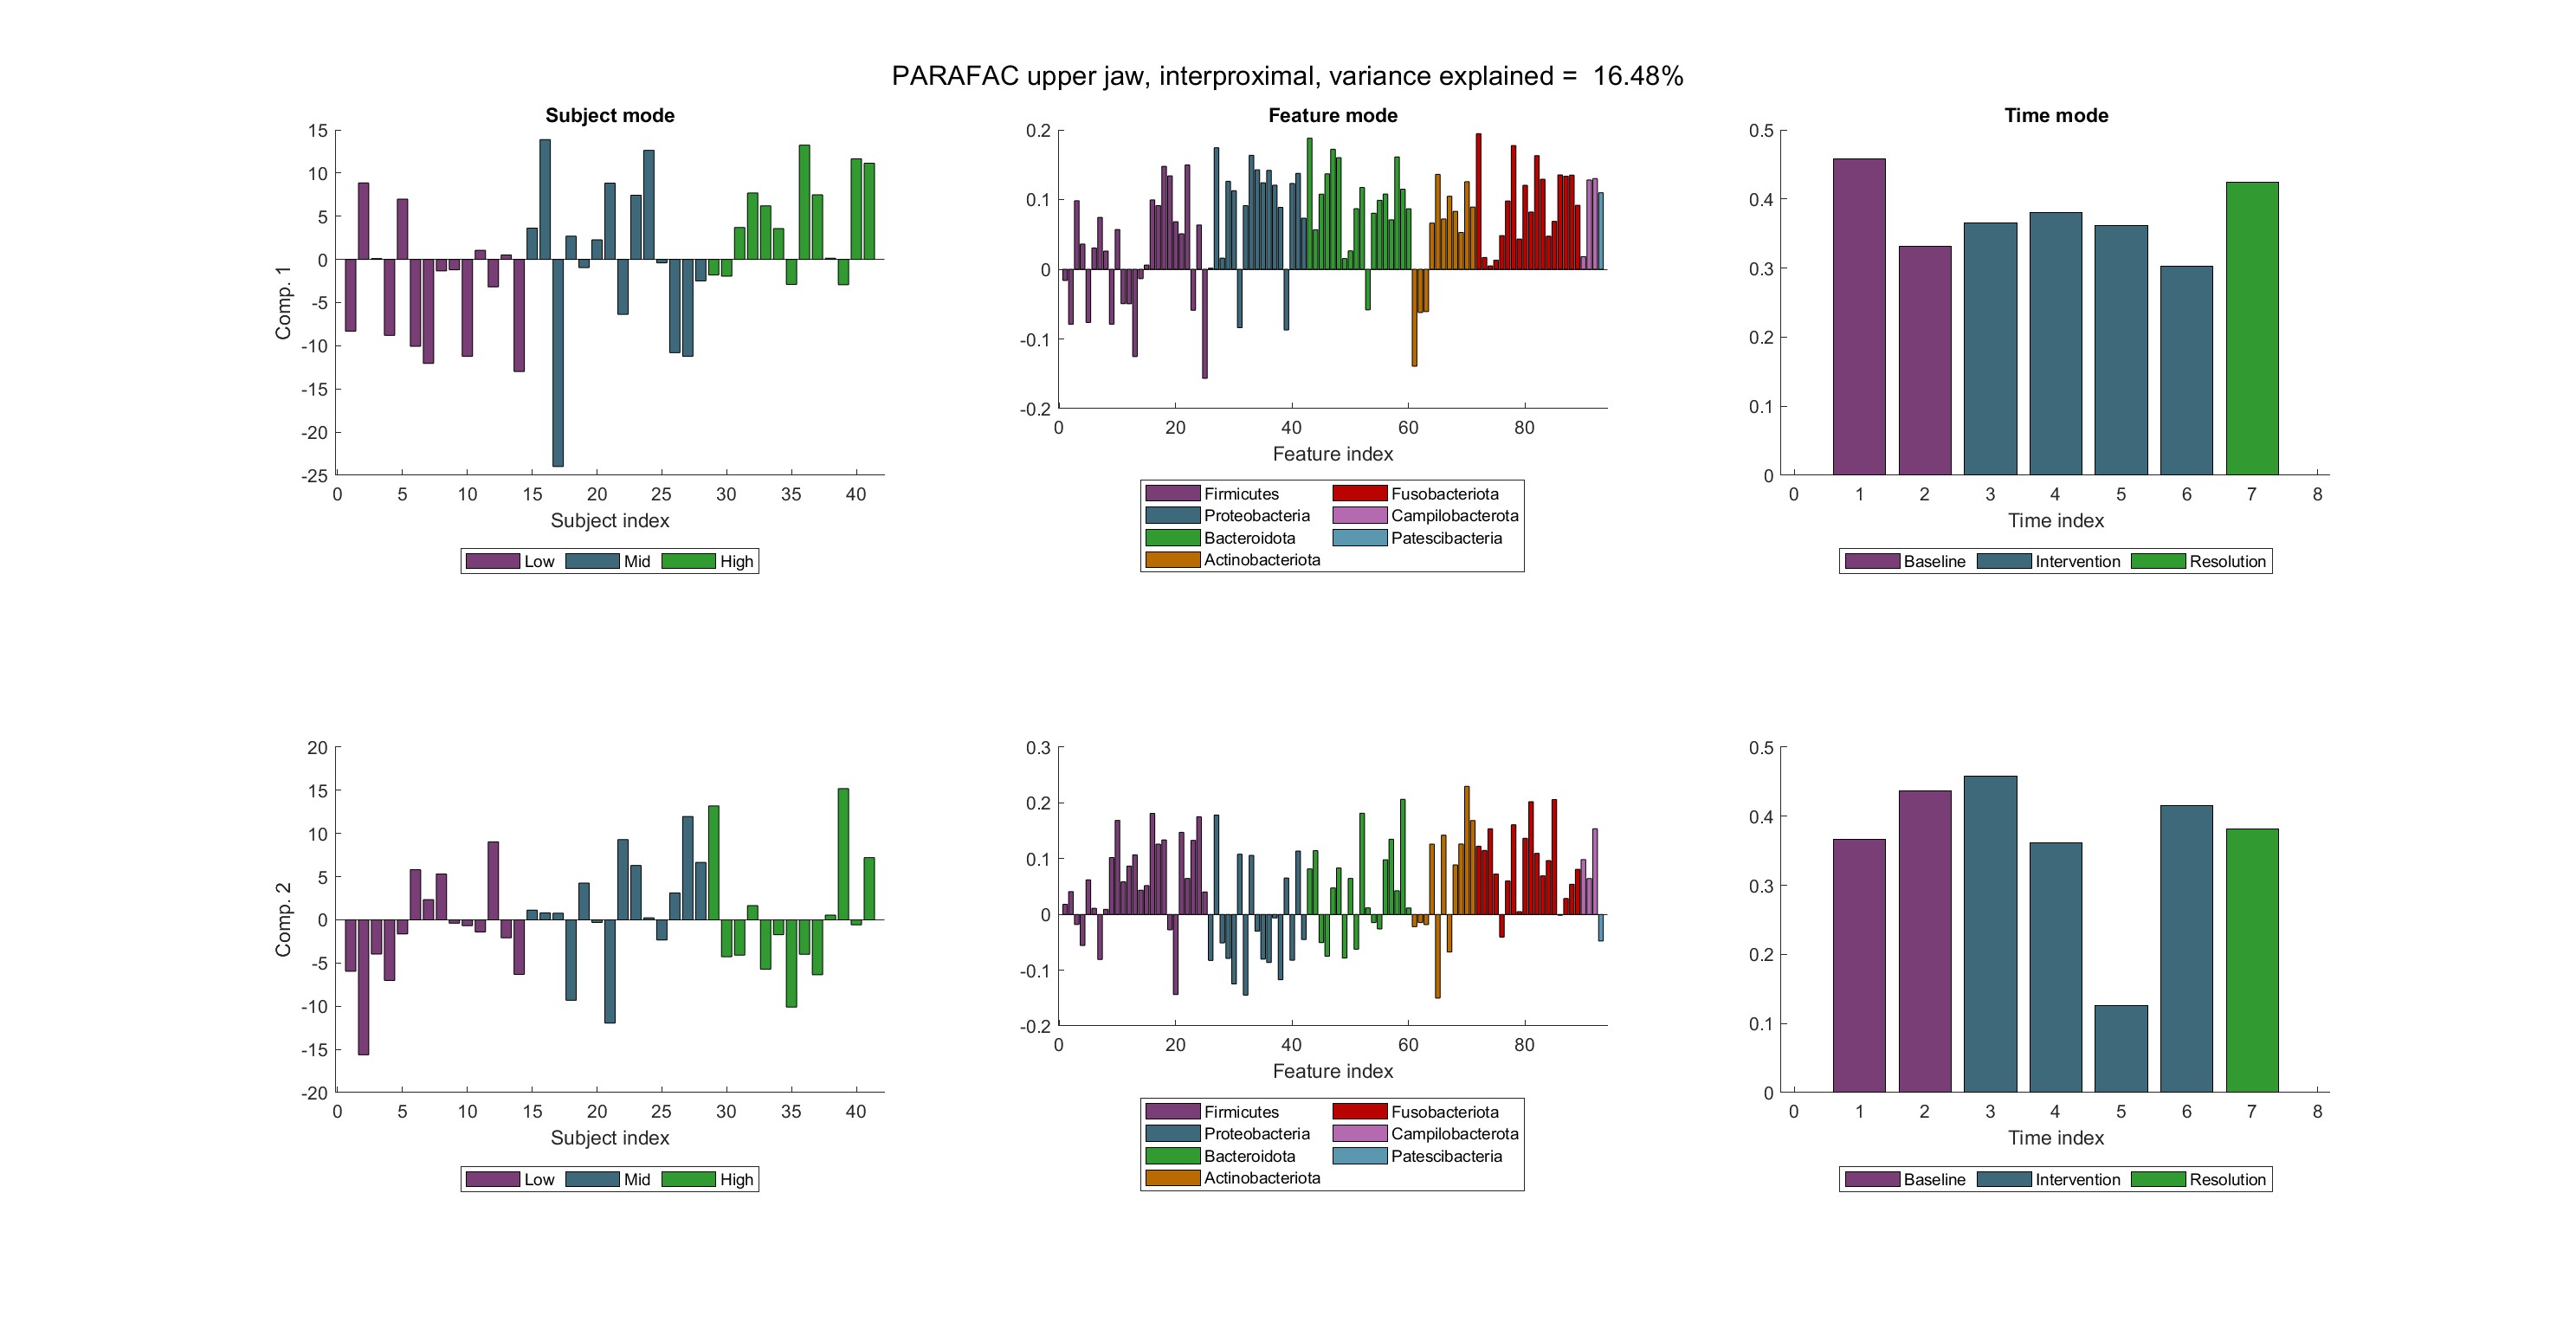 PARAFAC upper jaw, interproximal, variance explained =  16.48%
Subject mode
15
10
5
0
-5
-10
-15
-20
-25
Comp. 1
0 5 10 15 20 25 30 35 40
Subject index
Low Mid High
Feature mode
0.2
0.1
0
-0.1
-0.2
0 20 40 60 80
Feature index
Firmicutes Fusobacteriota
Proteobacteria Campilobacterota
Bacteroidota Patescibacteria
Actinobacteriota
Time mode
0.5
0.4
0.3
0.2
0.1
0
0 1 2 3 4 5 6 7 8
Time index
Baseline Intervention Resolution
20
15
10
5
0
-5
-10
-15
-20
Comp. 2
0 5 10 15 20 25 30 35 40
Subject index
Low Mid High
0.3
0.2
0.1
0
-0.1
-0.2
0 20 40 60 80
Feature index
Firmicutes Fusobacteriota
Proteobacteria Campilobacterota
Bacteroidota Patescibacteria
Actinobacteriota
0.5
0.4
0.3
0.2
0.1
0
0 1 2 3 4 5 6 7 8
Time index
Baseline Intervention Resolution